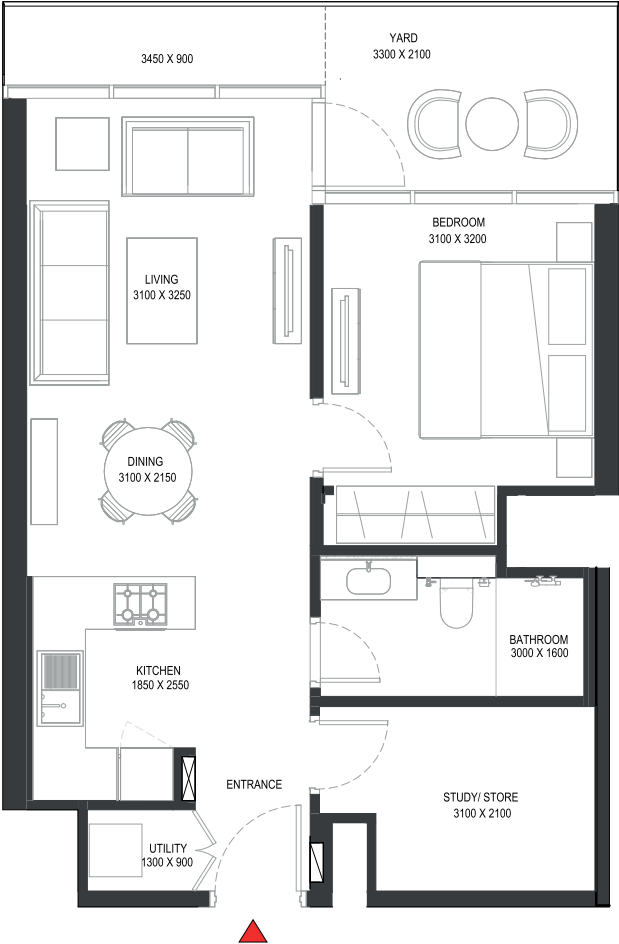 YARD
3300 X 2100
3450 X 900
BEDROOM
3100 X 3200
LIVING
3100 X 3250
DINING
3100 X 2150
BATHROOM
3000 X 1600
KITCHEN
1850 X 2550
ENTRANCE
STUDY/ STORE
3100 X 2100
UTILITY
1300 X 900